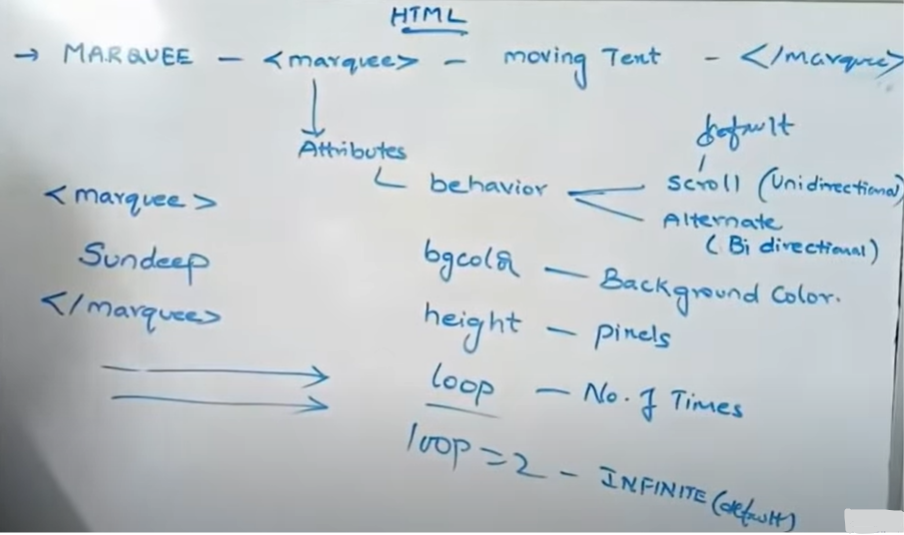 HTML
→ MARQUEE - <marquee> - moving Text - </marquee>
Attributes
default
behavior
Scroll (Unidirectional)
Alternate
(Bi directional)
<marquee>
Sundeep
</marquee>
bgcolor - Background Color.
height - pixels
loop - No. of Times
loop = 2 - INFINITE (default)